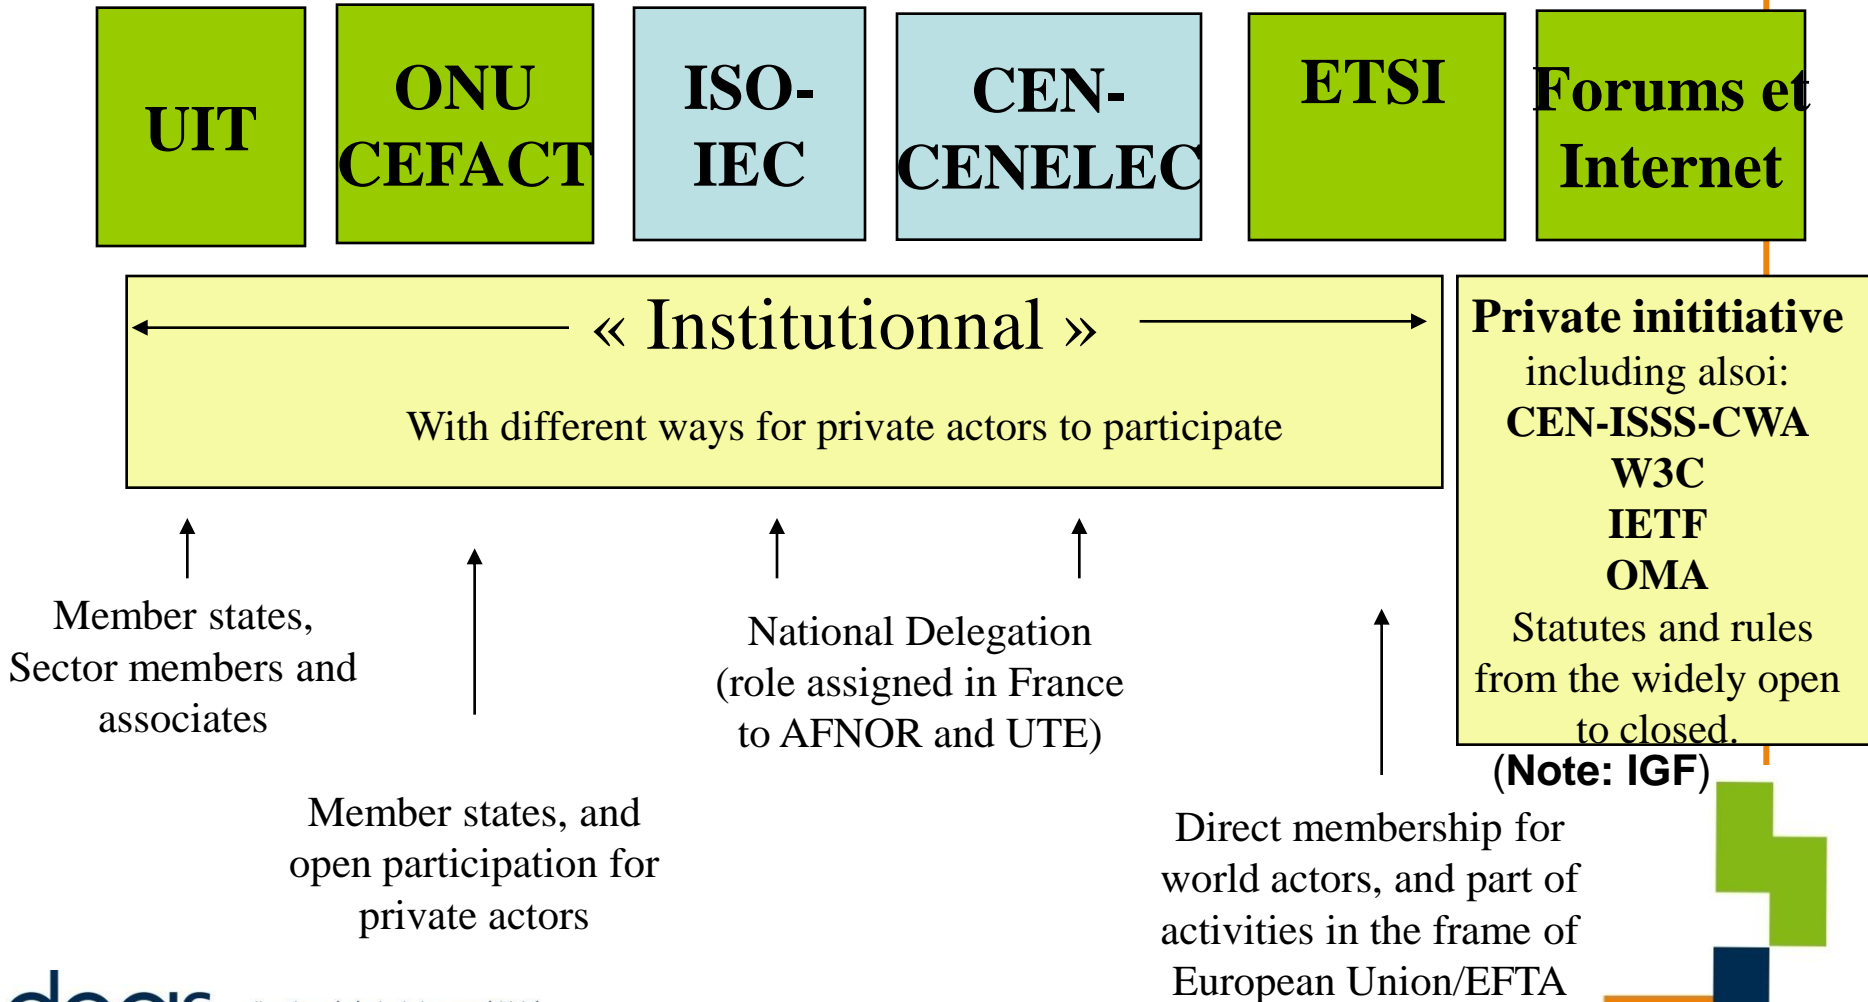 UIT
ONU
CEFACT
ISO-
IEC
CEN-
CENELEC
ETSI
Forums et
Internet
« Institutionnal »
With different ways for private actors to participate
Private inititiative
including alsoi:
CEN-ISSS-CWA
W3C
IETF
OMA
Statutes and rules
from the widely open
to closed.
(Note: IGF)
Member states,
Sector members and
associates
Member states, and
open participation for
private actors
National Delegation
(role assigned in France
to AFNOR and UTE)
Direct membership for
world actors, and part of
activities in the frame of
European Union/EFTA